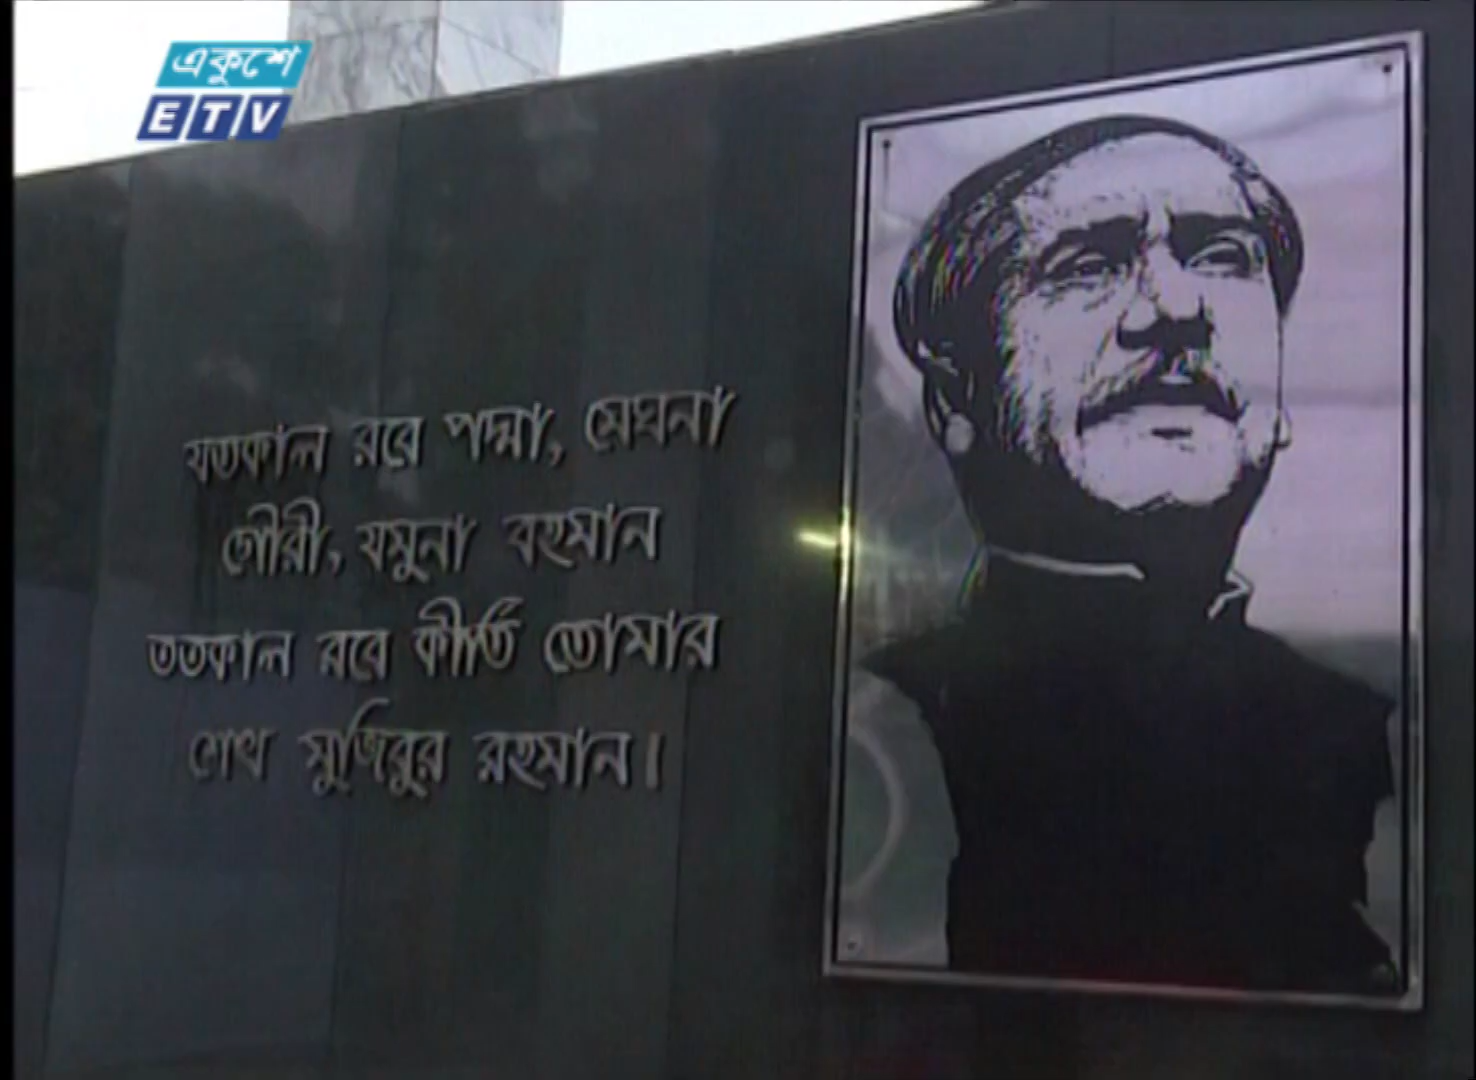 একুশে
ETV
যতকাল রবে পদ্মা, মেঘনা
গৌরী, যমুনা বহমান
ততকাল রবে কীর্তি তোমার
শেখ মুজিবুর রহমান।